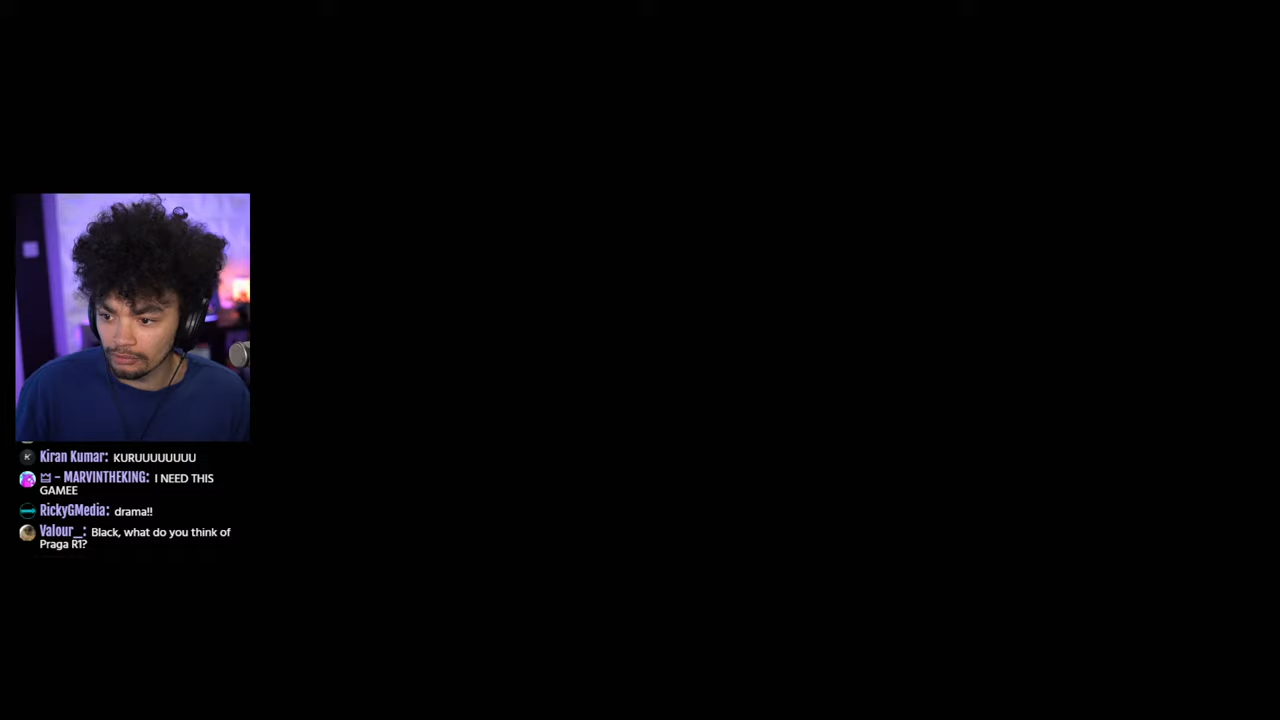 Kiran Kumar: KURUUUUUUUU
– MARVINTHEKING: I NEED THIS
GAMEE
RickyGMedia: drama!!
Valour_: Black, what do you think of
Praga R1?